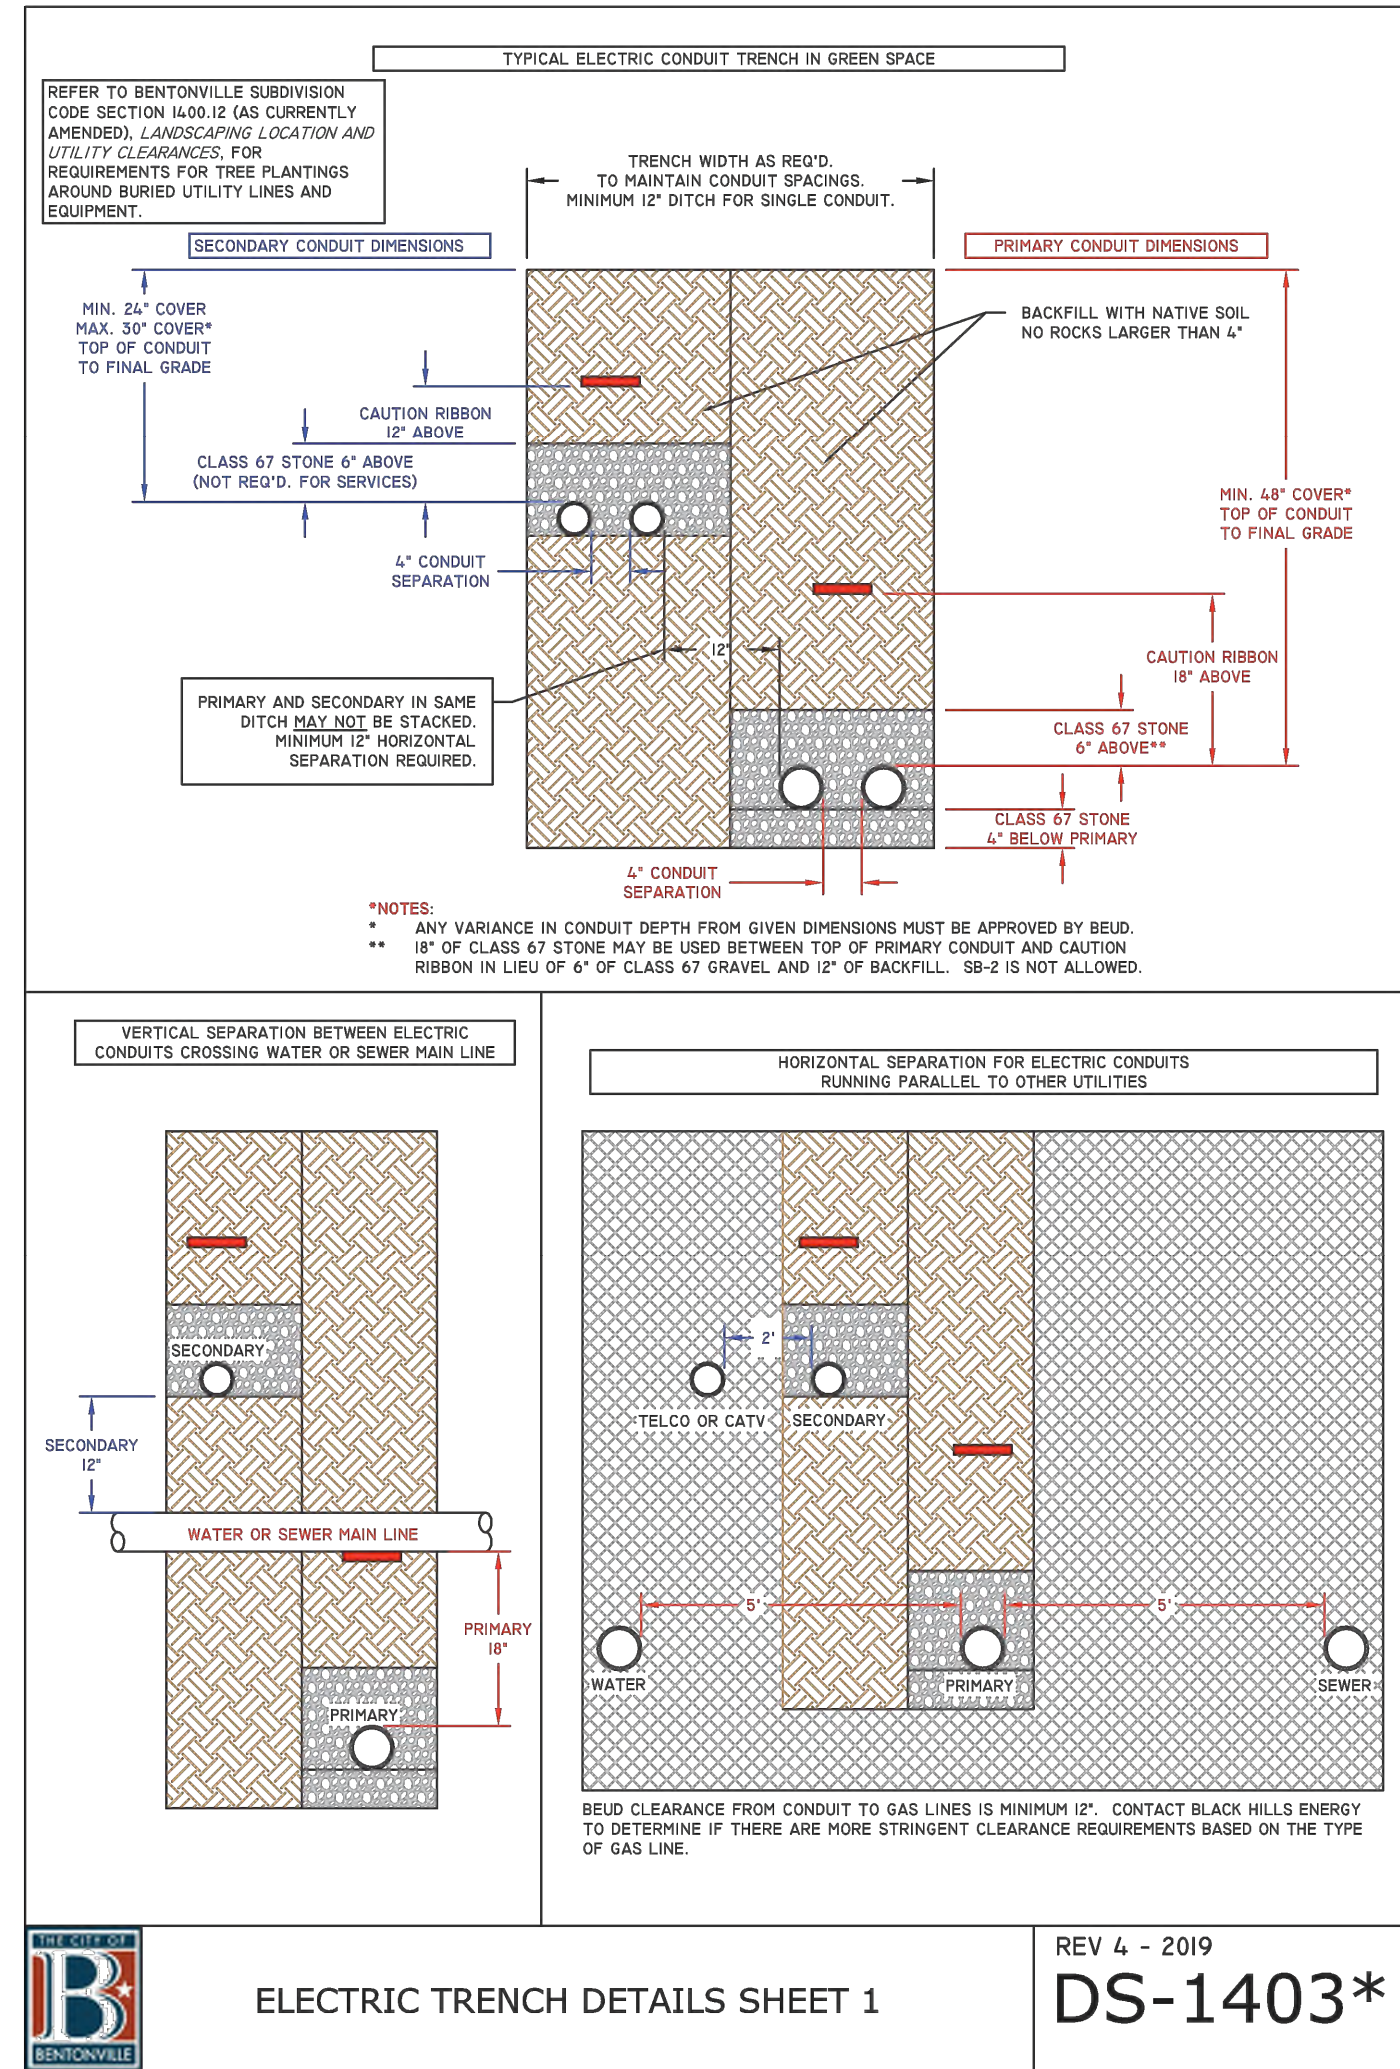 TYPICAL ELECTRIC CONDUIT TRENCH IN GREEN SPACE
REFER TO BENTONVILLE SUBDIVISION
CODE SECTION 1400.12 (AS CURRENTLY
AMENDED), LANDSCAPING LOCATION AND
UTILITY CLEARANCES, FOR
REQUIREMENTS FOR TREE PLANTINGS
AROUND BURIED UTILITY LINES AND
EQUIPMENT.
TRENCH WIDTH AS REQ'D.
TO MAINTAIN CONDUIT SPACINGS.
MINIMUM 12" DITCH FOR SINGLE CONDUIT.
SECONDARY CONDUIT DIMENSIONS
PRIMARY CONDUIT DIMENSIONS
MIN. 24" COVER
MAX. 30" COVER*
TOP OF CONDUIT
TO FINAL GRADE
BACKFILL WITH NATIVE SOIL
NO ROCKS LARGER THAN 4"
CAUTION RIBBON
12" ABOVE
CLASS 67 STONE 6" ABOVE
(NOT REQ'D. FOR SERVICES)
MIN. 48" COVER*
TOP OF CONDUIT
TO FINAL GRADE
4" CONDUIT
SEPARATION
12"
CAUTION RIBBON
18" ABOVE
PRIMARY AND SECONDARY IN SAME
DITCH MAY NOT BE STACKED.
MINIMUM 12" HORIZONTAL
SEPARATION REQUIRED.
CLASS 67 STONE
6" ABOVE**
CLASS 67 STONE
4" BELOW PRIMARY
4" CONDUIT
SEPARATION
*NOTES:
* ANY VARIANCE IN CONDUIT DEPTH FROM GIVEN DIMENSIONS MUST BE APPROVED BY BEUD.
** 18" OF CLASS 67 STONE MAY BE USED BETWEEN TOP OF PRIMARY CONDUIT AND CAUTION
RIBBON IN LIEU OF 6" OF CLASS 67 GRAVEL AND 12" OF BACKFILL. SB-2 IS NOT ALLOWED.
VERTICAL SEPARATION BETWEEN ELECTRIC
CONDUITS CROSSING WATER OR SEWER MAIN LINE
SECONDARY
SECONDARY
12"
WATER OR SEWER MAIN LINE
PRIMARY
18"
PRIMARY
HORIZONTAL SEPARATION FOR ELECTRIC CONDUITS
RUNNING PARALLEL TO OTHER UTILITIES
2'
TELCO OR CATV
SECONDARY
5'
5'
WATER
PRIMARY
SEWER
BEUD CLEARANCE FROM CONDUIT TO GAS LINES IS MINIMUM 12". CONTACT BLACK HILLS ENERGY
TO DETERMINE IF THERE ARE MORE STRINGENT CLEARANCE REQUIREMENTS BASED ON THE TYPE
OF GAS LINE.
THE CITY OF
B
BENTONVILLE
ELECTRIC TRENCH DETAILS SHEET 1
REV 4 - 2019
DS-1403*